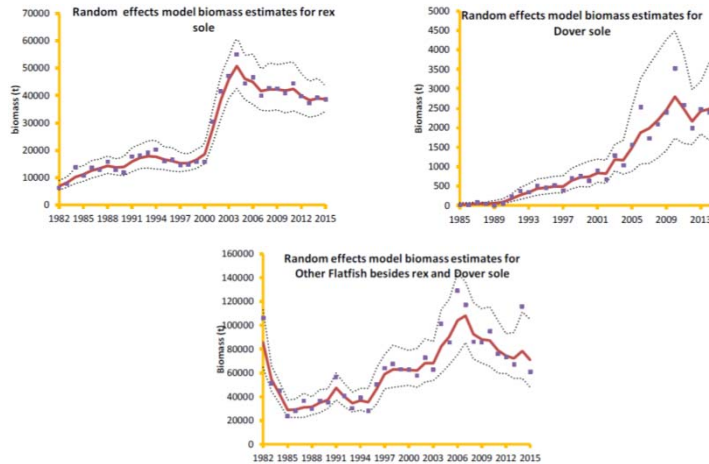 Random effects model biomass estimates for rex
sole
70000
60000
50000
40000
30000
20000
10000
0
biomass (t)
1982 1985 1988 1991 1994 1997 2000 2003 2006 2009 2012 2015
Random effects model biomass estimates for
Dover sole
5000
4500
4000
3500
3000
2500
2000
1500
1000
500
0
Biomass (t)
1985 1989 1993 1997 2001 2005 2009 2013
Random effects model biomass estimates for
Other Flatfish besides rex and Dover sole
160000
140000
120000
100000
80000
60000
40000
20000
0
Biomass (t)
1982 1985 1988 1991 1994 1997 2000 2003 2006 2009 2012 2015